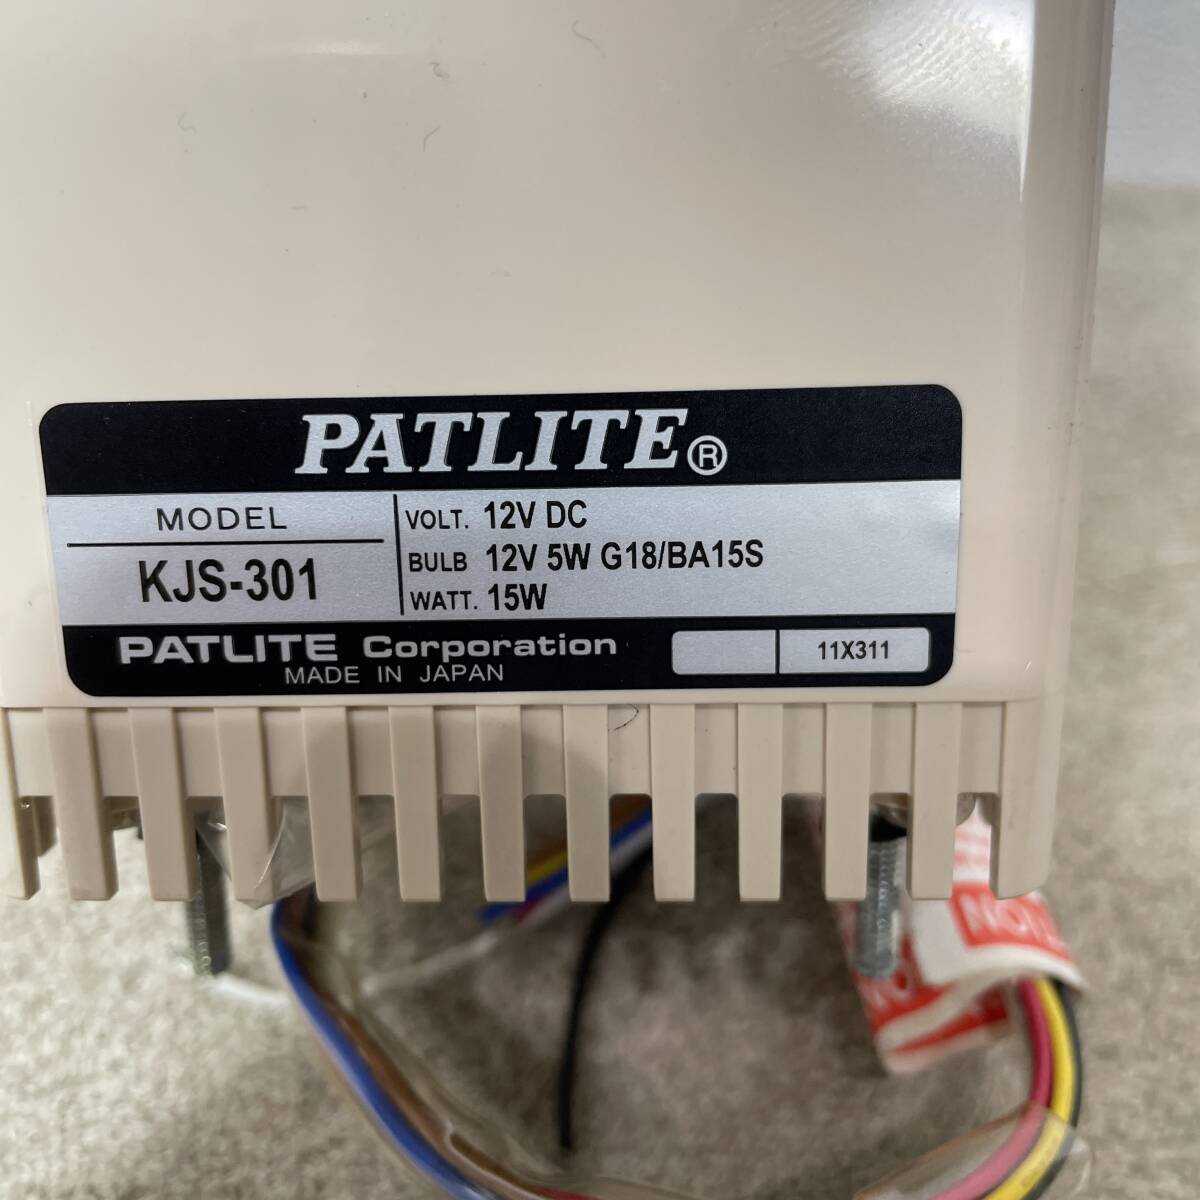 PATLITE®
MODEL
KJS-301
VOLT. 12V DC
BULB 12V 5W G18/BA15S
WATT. 15W
PATLITE Corporation
MADE IN JAPAN
11X311